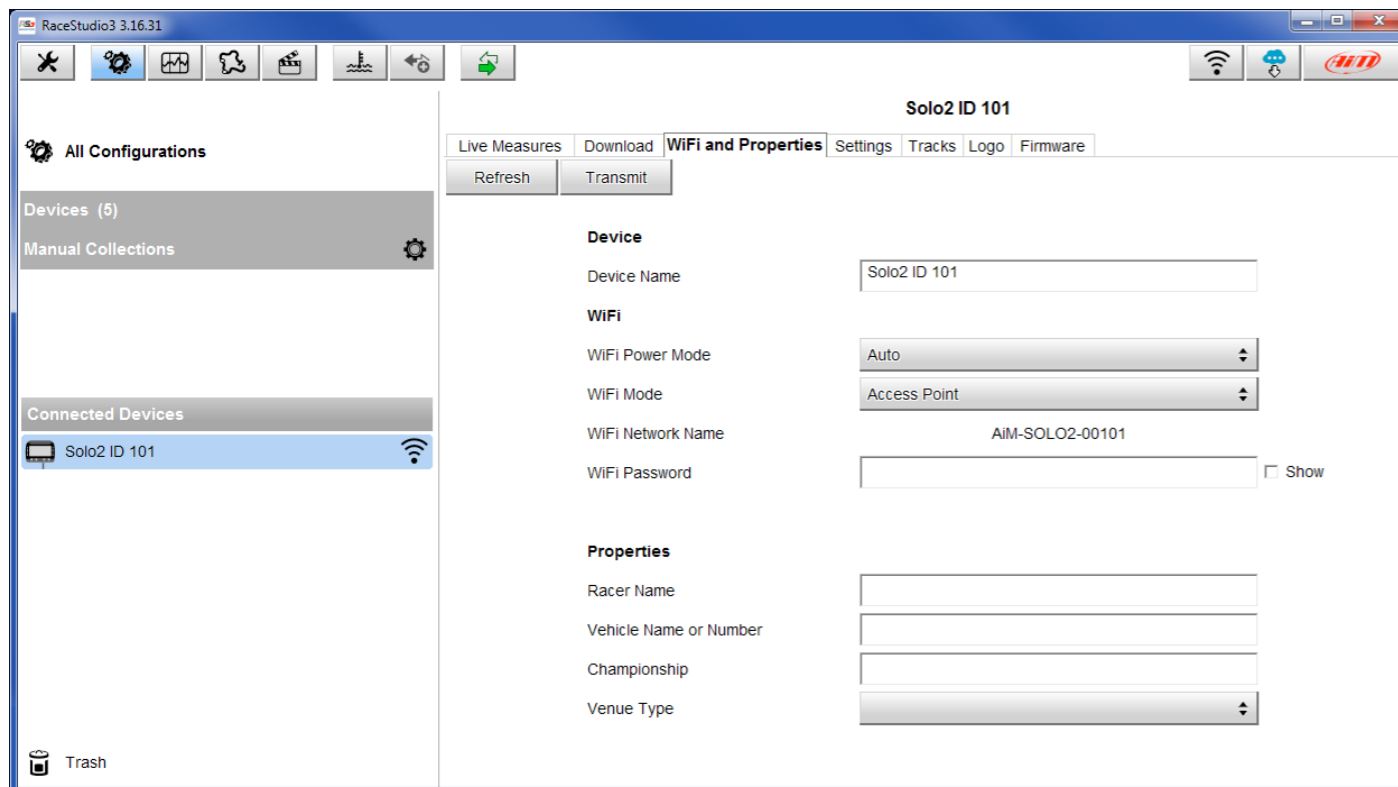 RaceStudio3 3.16.31
AiM
Solo2 ID 101
All Configurations
Live Measures Download WiFi and Properties Settings Tracks Logo Firmware
Refresh Transmit
Devices (5)
Manual Collections
Device
Device Name Solo2 ID 101
WiFi
WiFi Power Mode Auto
WiFi Mode Access Point
Connected Devices
WiFi Network Name AiM-SOLO2-00101
Solo2 ID 101
WiFi Password Show
Properties
Racer Name
Vehicle Name or Number
Championship
Venue Type
Trash